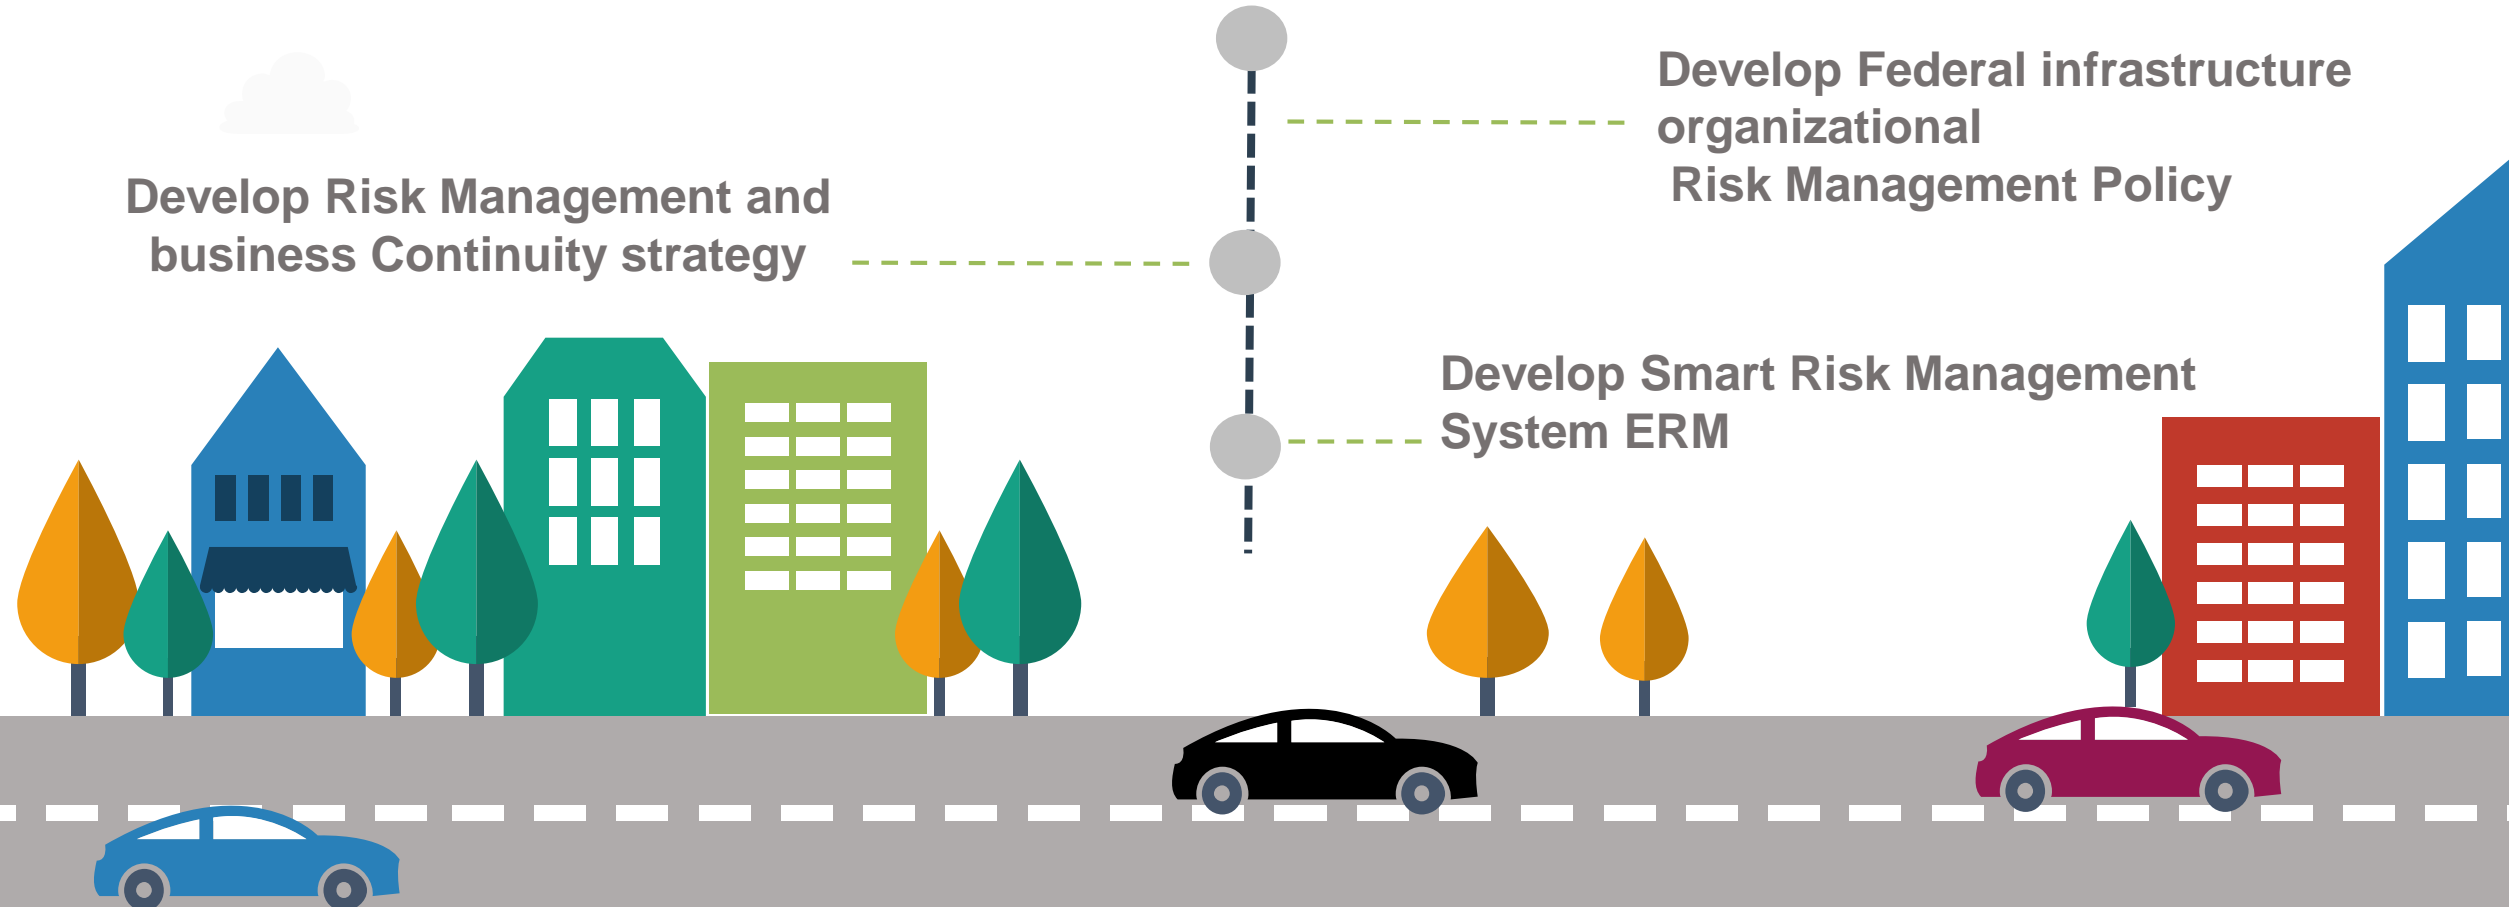 Develop Federal infrastructure
organizational
Risk Management Policy
Develop Risk Management and
business Continuity strategy
Develop Smart Risk Management
System ERM